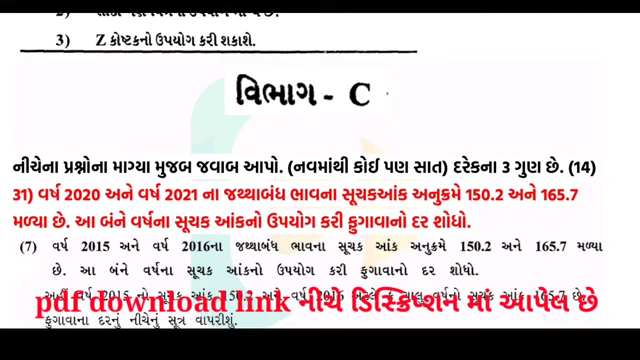 3) Z કોષ્ટકનો ઉપયોગ કરી શકાશે.
વિભાગ - C
નીચેના પ્રશ્નોના માગ્યા મુજબ જવાબ આપો. (નવમાંથી કોઈ પણ સાત) દરેકના 3 ગુણ છે. (14)
31) વર્ષ 2020 અને વર્ષ 2021 ના જથ્થાબંધ ભાવના સૂચકઆંક અનુક્રમે 150.2 અને 165.7
મળ્યા છે. આ બંને વર્ષના સૂચક આંકનો ઉપયોગ કરી ફુગાવાનો દર શોધો.
(7) વર્ષ 2015 અને વર્ષ 2016ના જથ્થાબંધ ભાવના સૂચક આંક અનુક્રમે 150.2 અને 165.7 મળ્યા
છે. આ બંને વર્ષના સૂચક આંકનો ઉપયોગ કરી ફુગાવાનો દર શોધો.
pdf download link નીચે ડિસ્ક્રિપ્શન માં આપેલ છે
ફુગાવાના દરનું નીચેનું સૂત્ર વાપરીશું.